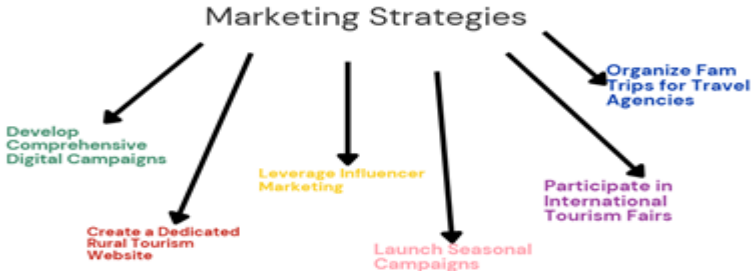 Marketing Strategies
Organize Fam
Trips for Travel
Agencies
Develop
Comprehensive
Digital Campaigns
Leverage Influencer
Marketing
Participate in
International
Tourism Fairs
Create a Dedicated
Rural Tourism
Website
Launch Seasonal
Campaigns